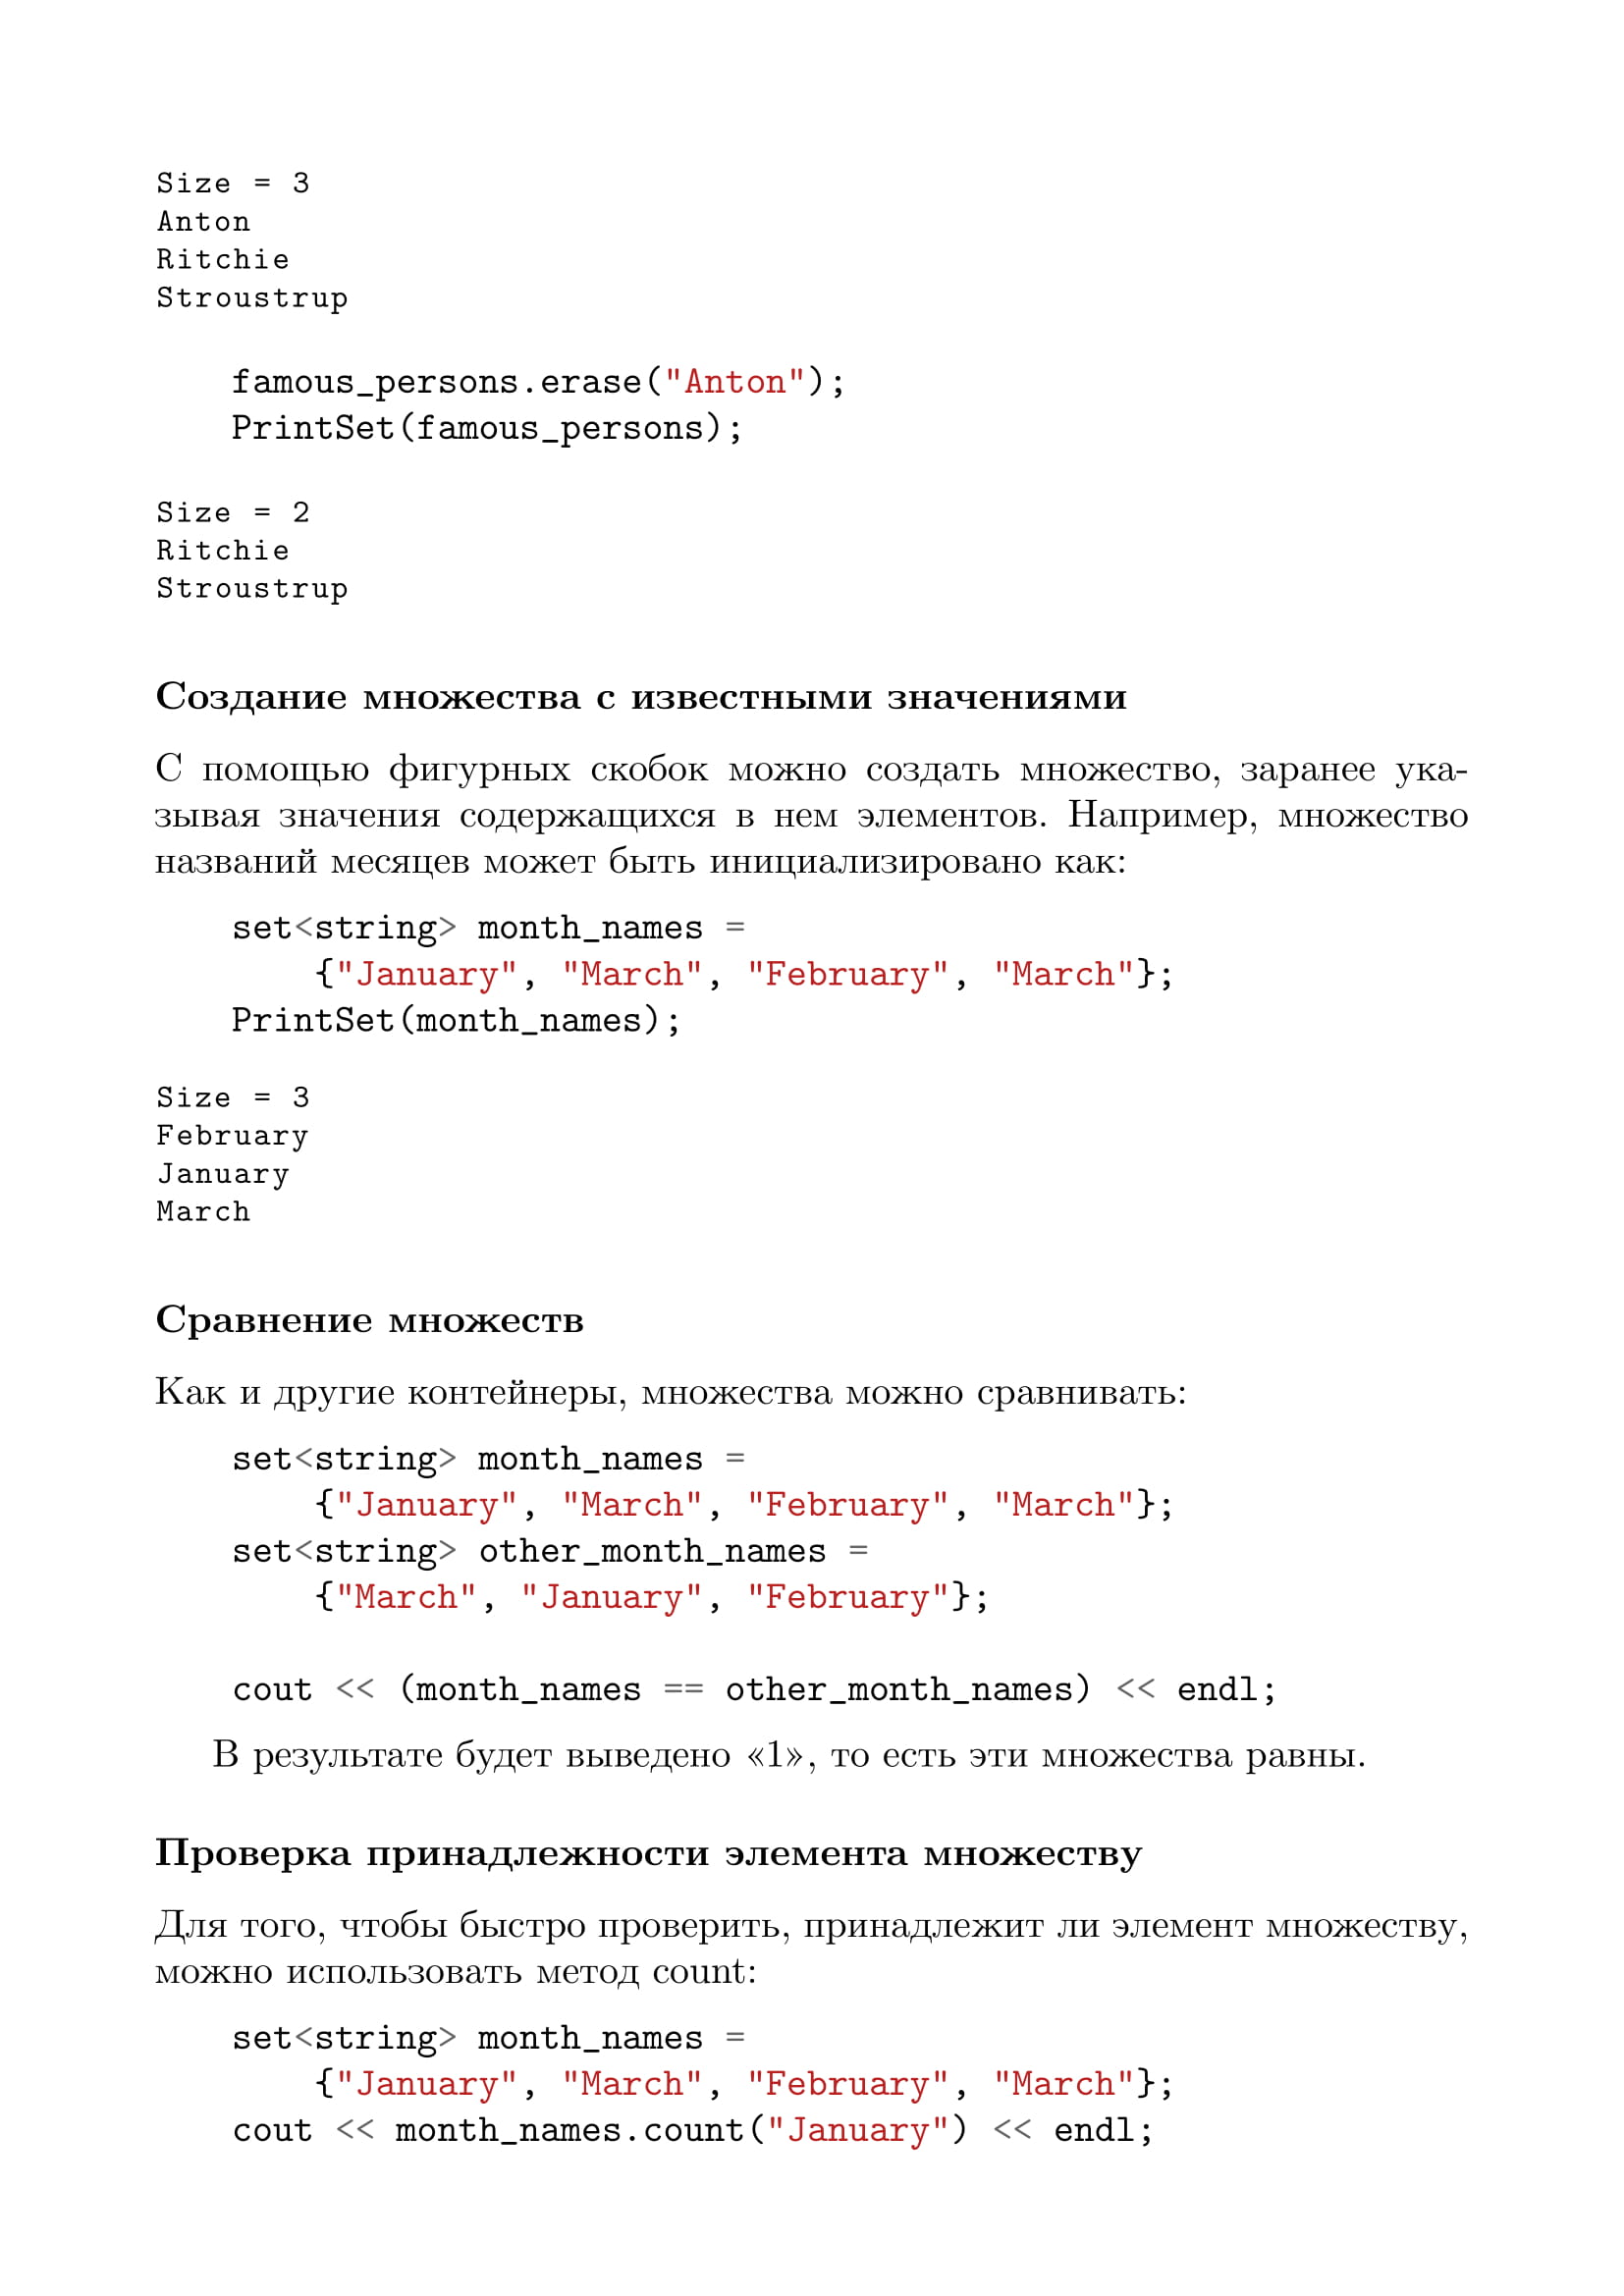 Size = 3
Anton
Ritchie
Stroustrup
famous_persons.erase("Anton");
PrintSet(famous_persons);
Size = 2
Ritchie
Stroustrup
Создание множества с известными значениями
С помощью фигурных скобок можно создать множество, заранее ука-
зывая значения содержащихся в нем элементов. Например, множество
названий месяцев может быть инициализировано как:
set<string> month_names =
    {"January", "March", "February", "March"};
PrintSet(month_names);
Size = 3
February
January
March
Сравнение множеств
Как и другие контейнеры, множества можно сравнивать:
set<string> month_names =
    {"January", "March", "February", "March"};
set<string> other_month_names =
    {"March", "January", "February"};
cout << (month_names == other_month_names) << endl;
В результате будет выведено «1», то есть эти множества равны.
Проверка принадлежности элемента множеству
Для того, чтобы быстро проверить, принадлежит ли элемент множеству,
можно использовать метод count:
set<string> month_names =
    {"January", "March", "February", "March"};
cout << month_names.count("January") << endl;